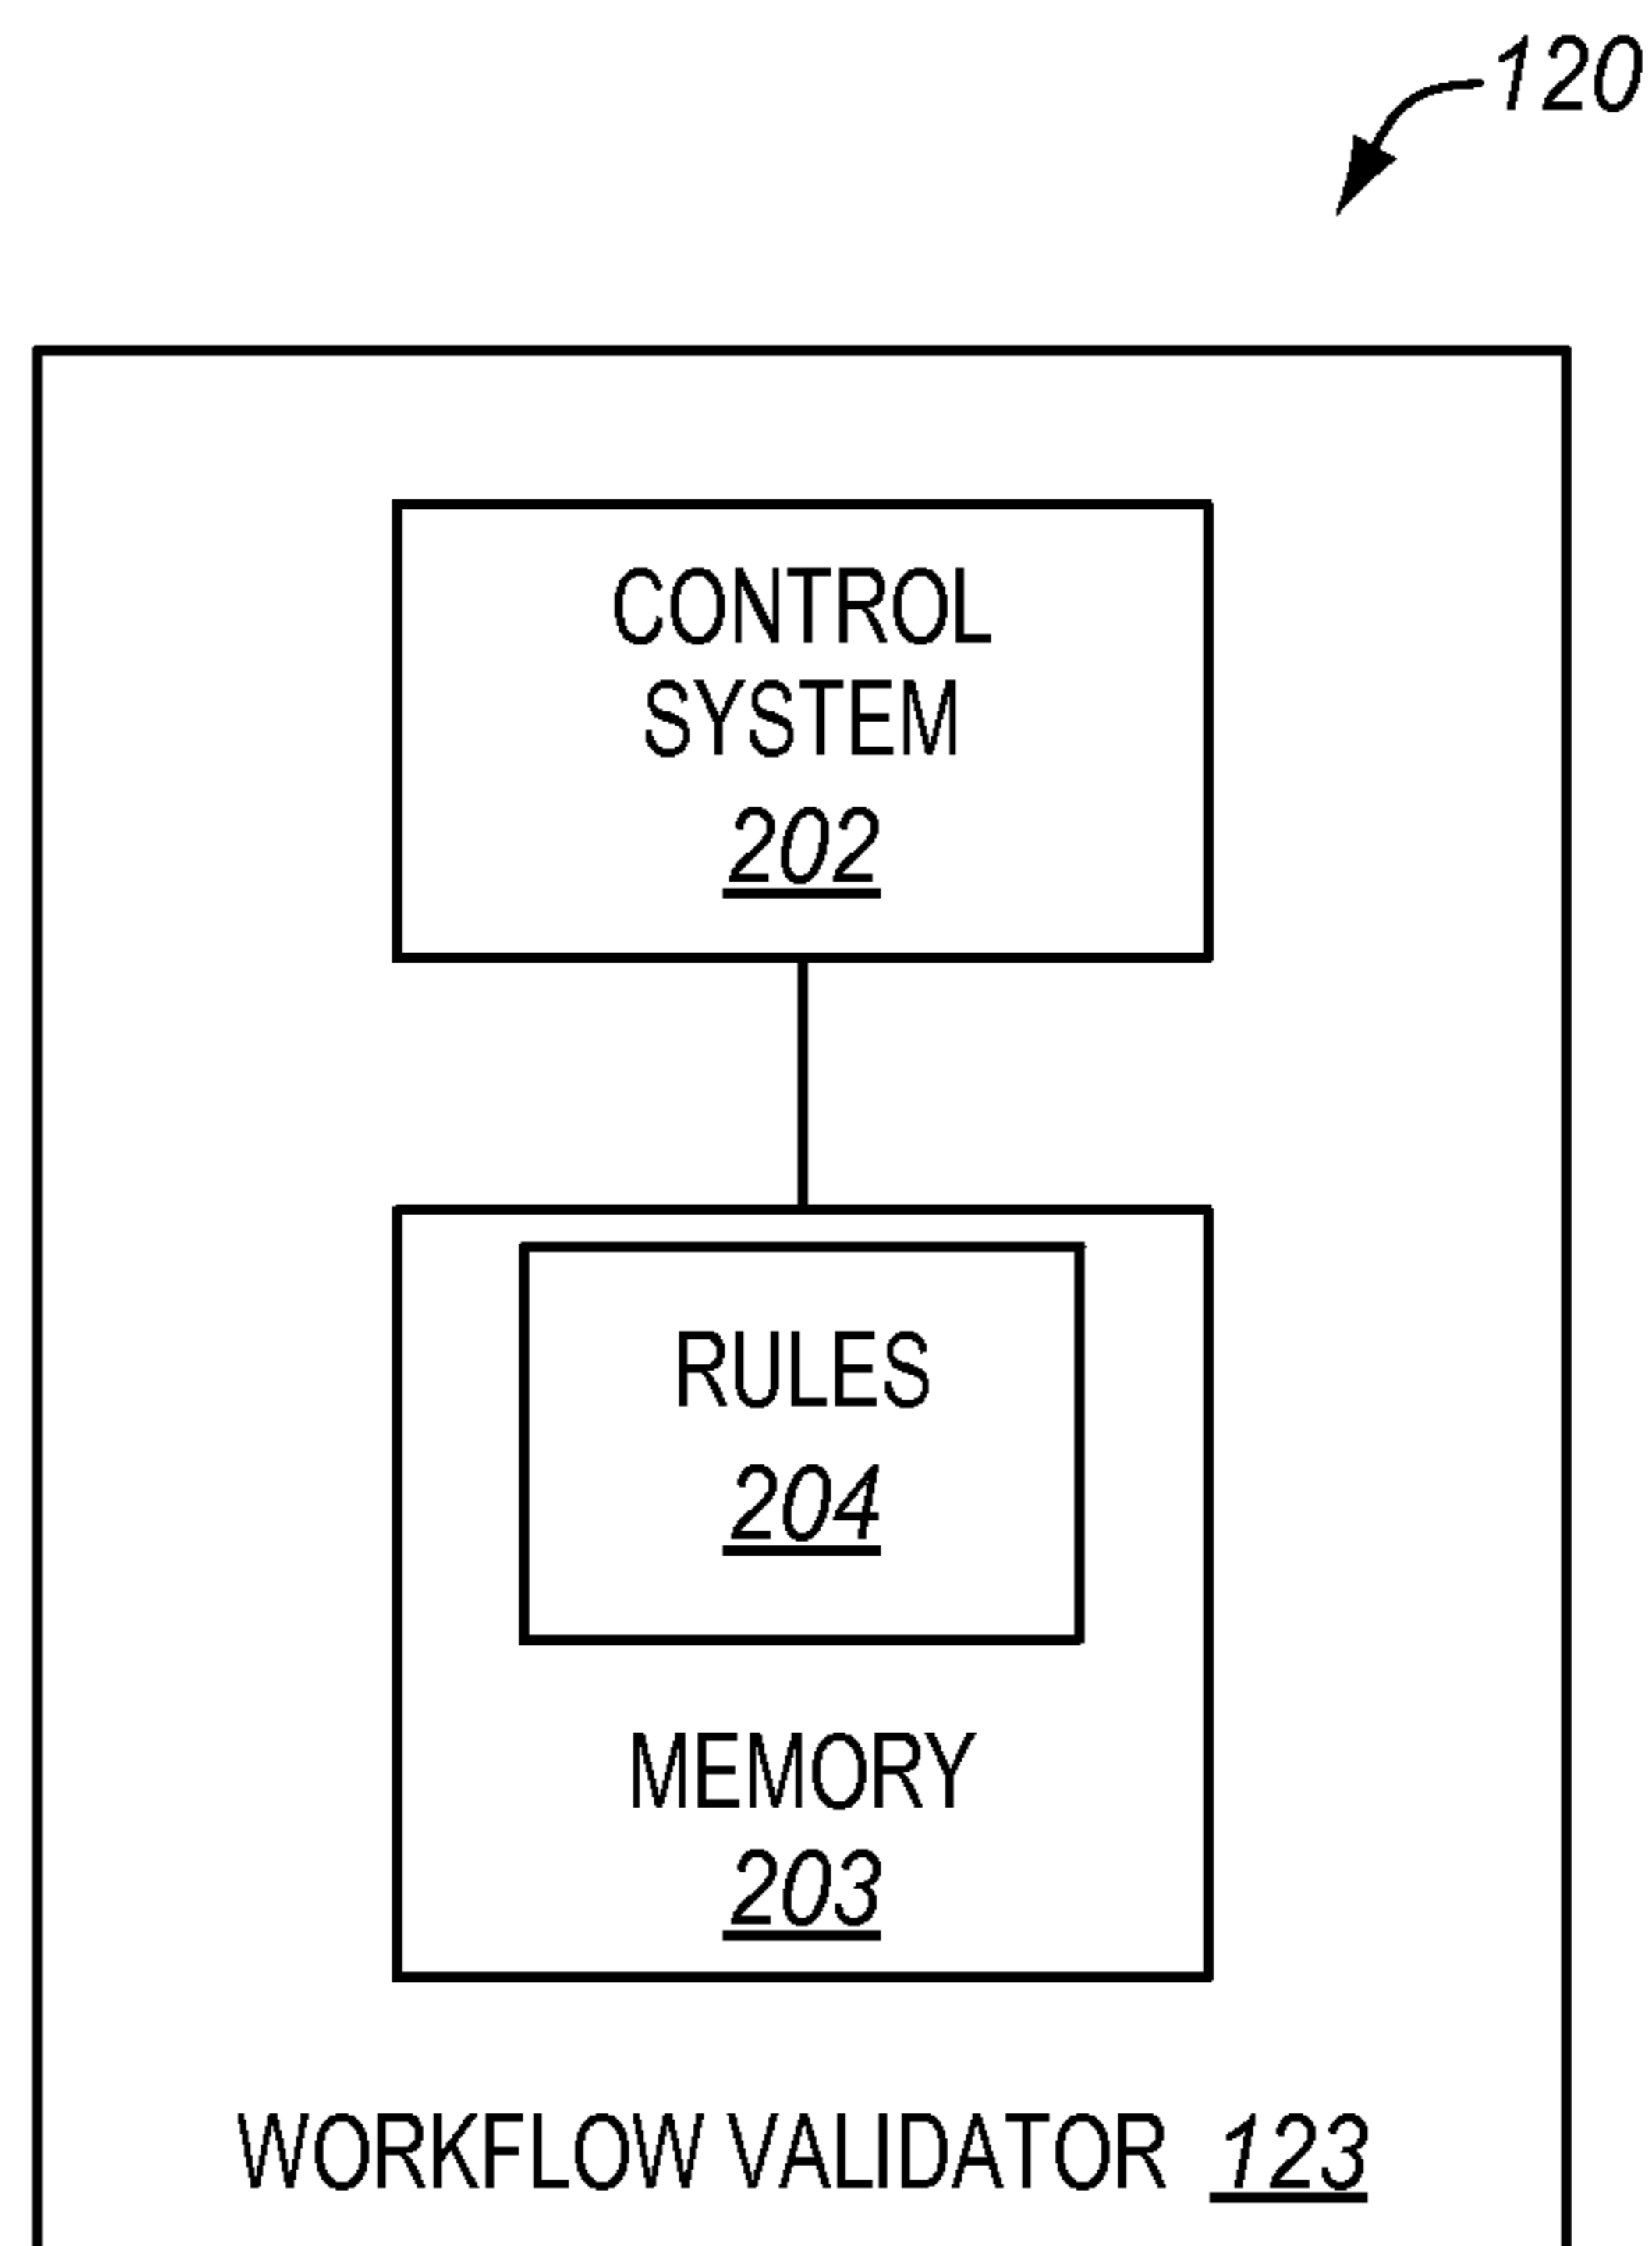 120
CONTROL
SYSTEM
202
RULES
204
MEMORY
203
WORKFLOW VALIDATOR 123